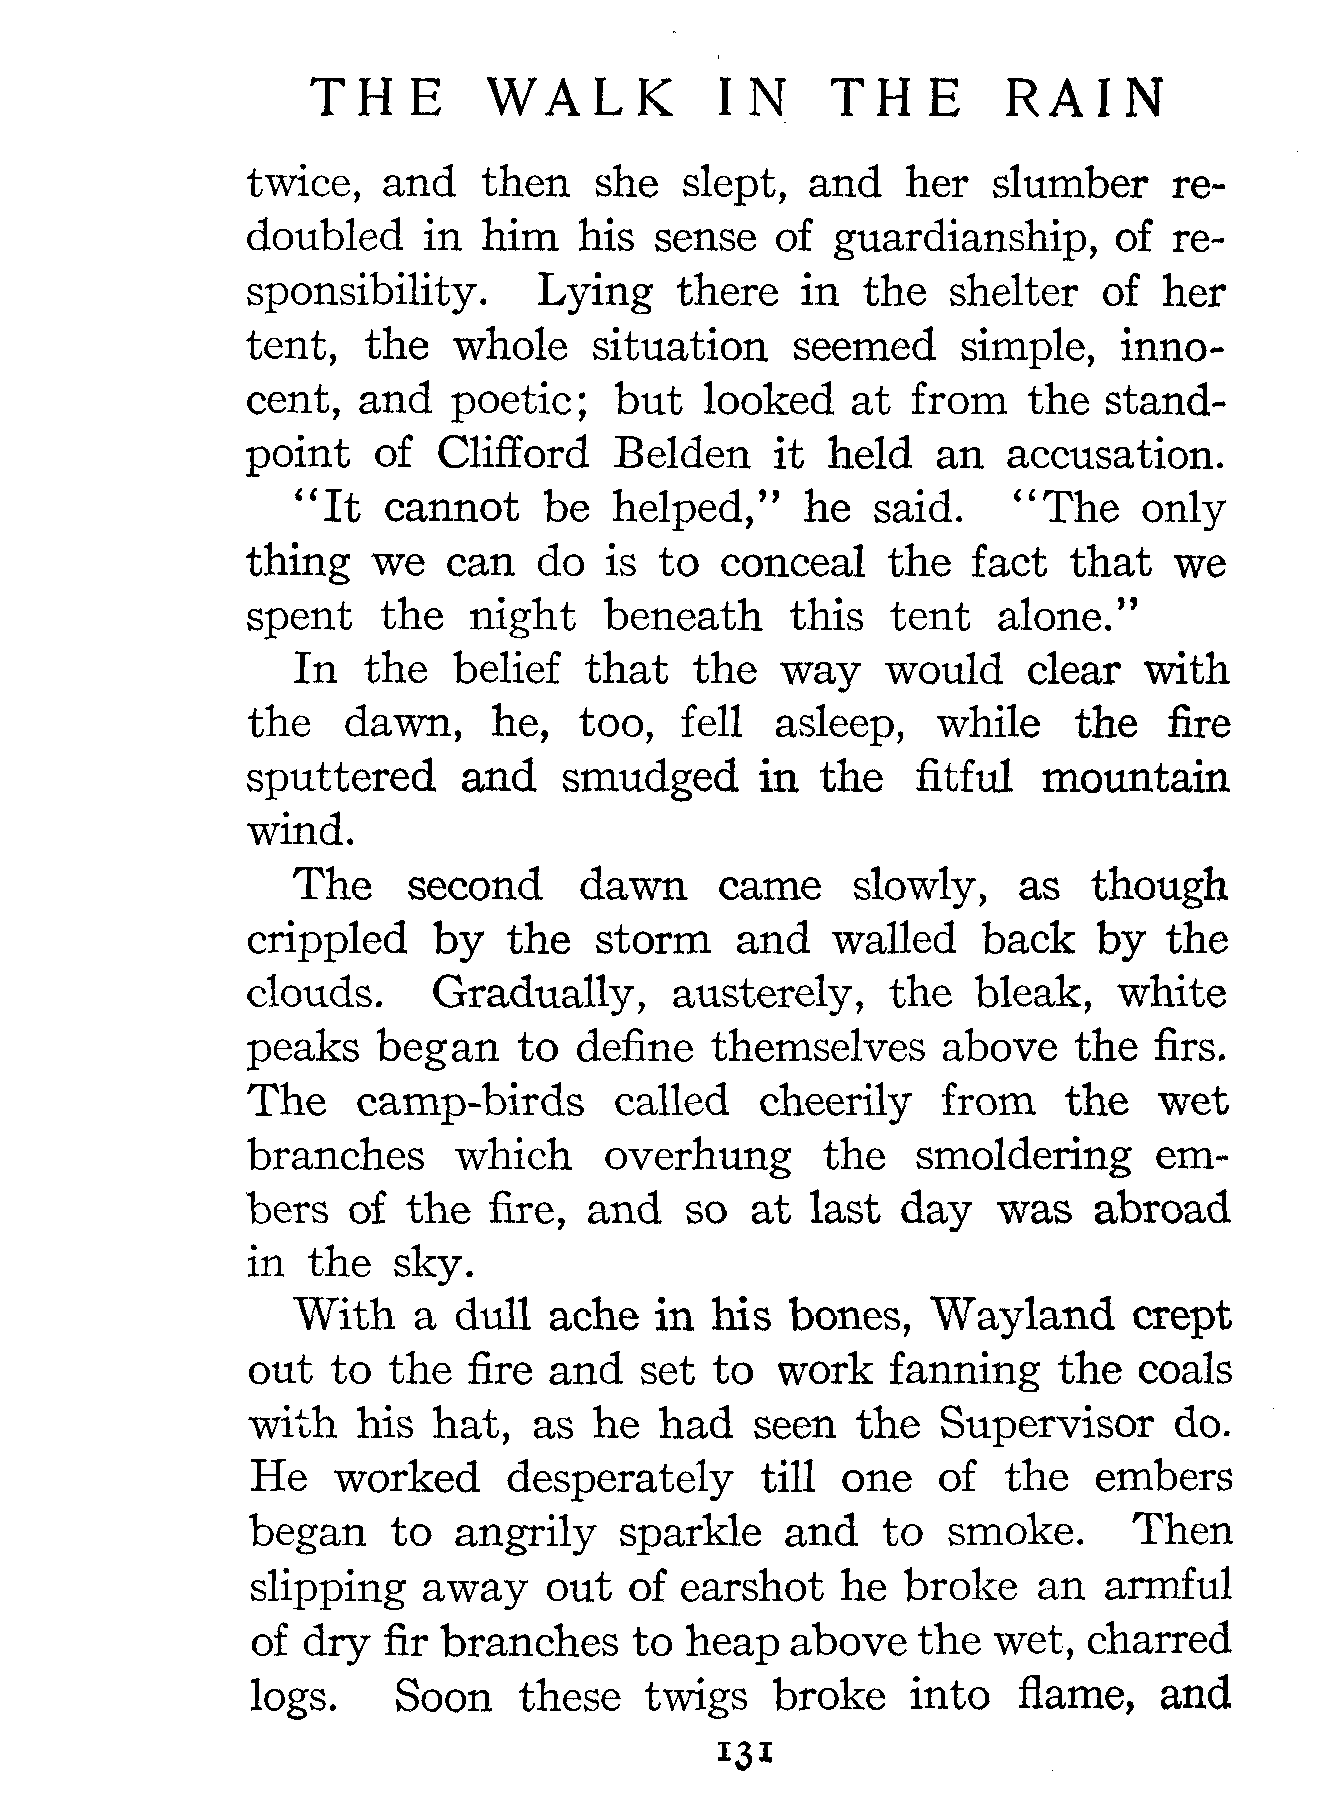 THE WALK IN THE RAIN
twice, and then she slept, and her slumber re-
doubled in him his sense of guardianship, of re-
sponsibility. Lying there in the shelter of her
tent, the whole situation seemed simple, inno-
cent, and poetic; but looked at from the stand-
point of Clifford Belden it held an accusation.
“It cannot be helped,” he said. “The only
thing we can do is to conceal the fact that we
spent the night beneath this tent alone.”
In the belief that the way would clear with
the dawn, he, too, fell asleep, while the fire
sputtered and smudged in the fitful mountain
wind.
The second dawn came slowly, as though
crippled by the storm and walled back by the
clouds. Gradually, austerely, the bleak, white
peaks began to define themselves above the firs.
The camp-birds called cheerily from the wet
branches which overhung the smoldering em-
bers of the fire, and so at last day was abroad
in the sky.
With a dull ache in his bones, Wayland crept
out to the fire and set to work fanning the coals
with his hat, as he had seen the Supervisor do.
He worked desperately till one of the embers
began to angrily sparkle and to smoke. Then
slipping away out of earshot he broke an armful
of dry fir branches to heap above the wet, charred
logs. Soon these twigs broke into flame, and
131